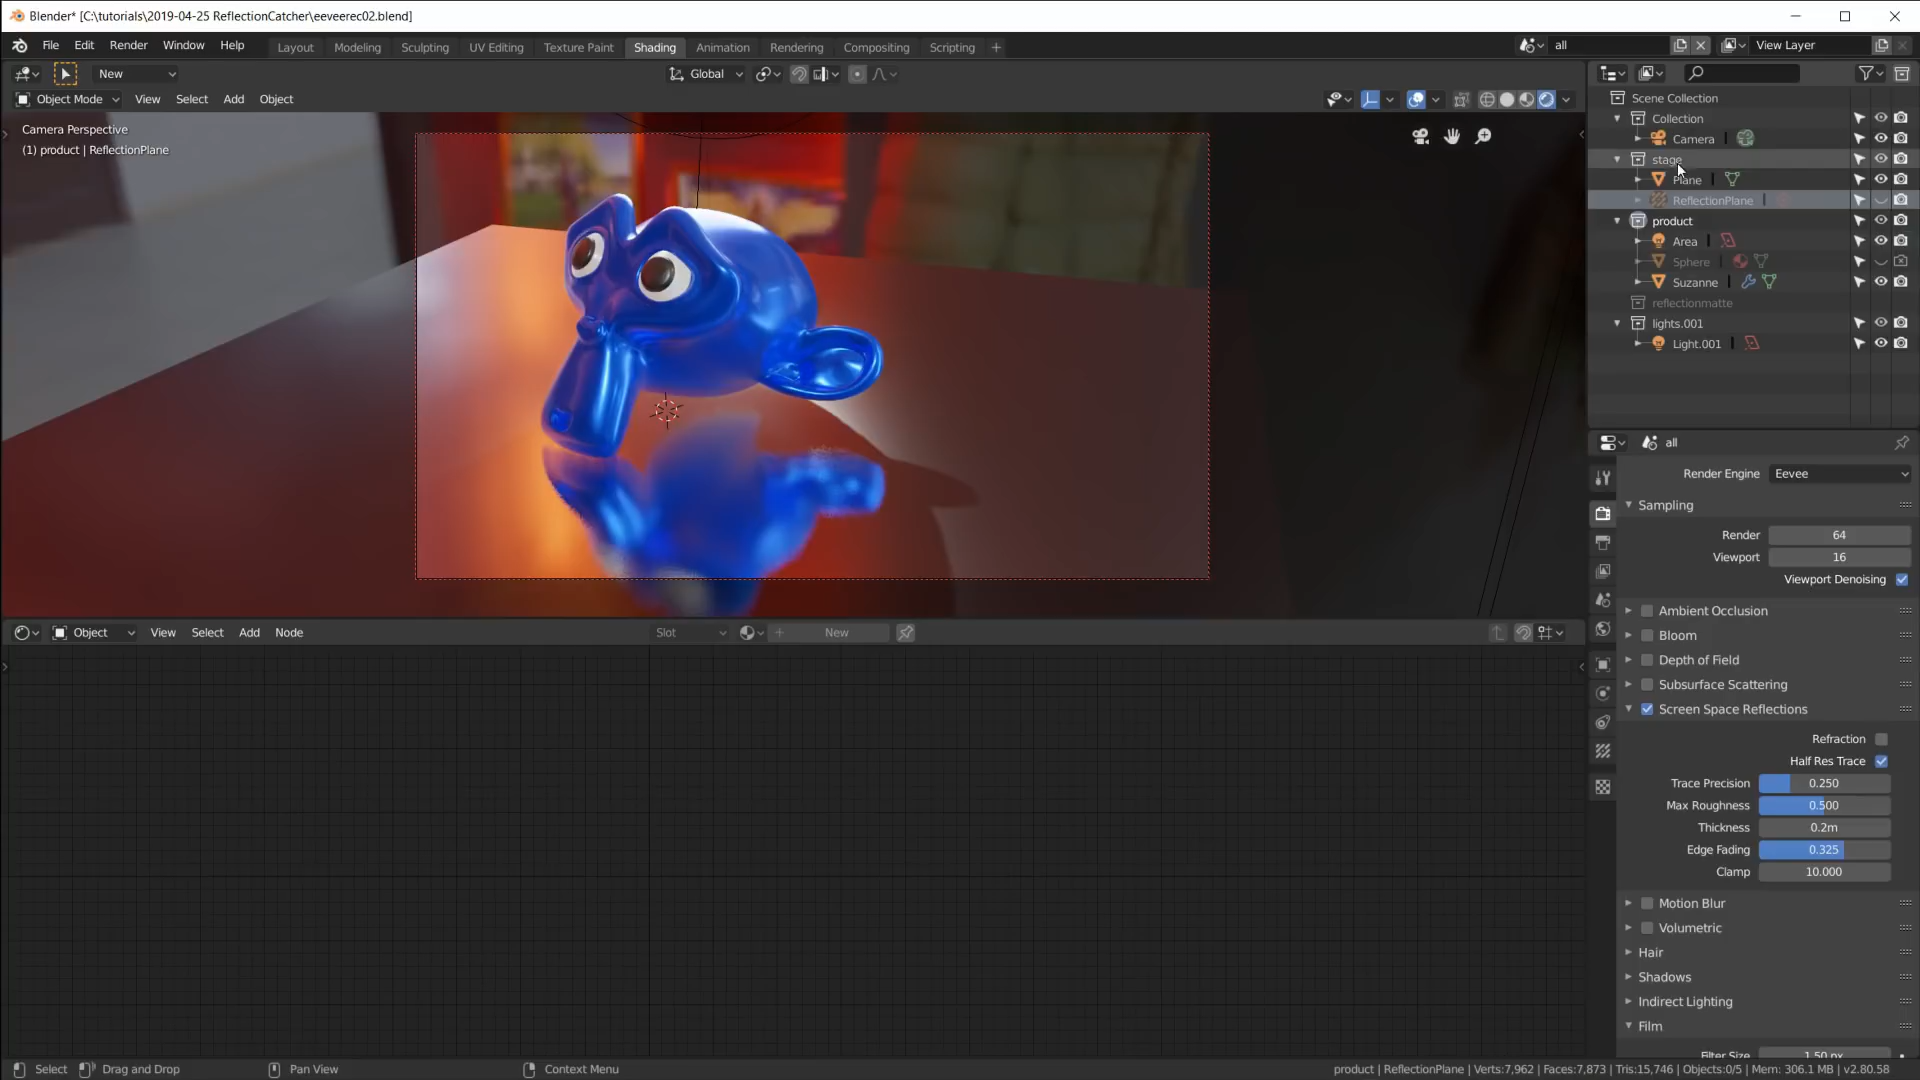 Blender* [C:\tutorials\2019-04-25 ReflectionCatcher\eeveerec02.blend]
File Edit Render Window Help Layout Modeling Sculpting UV Editing Texture Paint Shading Animation Rendering Compositing Scripting + all View Layer
New Global
Object Mode View Select Add Object
Camera Perspective
(1) product | ReflectionPlane
Scene Collection
Collection
Camera
stage
Plane
ReflectionPlane
product
Area
Sphere
Suzanne
reflectionmatte
lights.001
Light.001
all
Render Engine Eevee
Sampling
Render 64
Viewport 16
Viewport Denoising
Ambient Occlusion
Bloom
Depth of Field
Subsurface Scattering
Screen Space Reflections
Refraction
Half Res Trace
Trace Precision 0.250
Max Roughness 0.500
Thickness 0.2m
Edge Fading 0.325
Clamp 10.000
Motion Blur
Volumetric
Hair
Shadows
Indirect Lighting
Film
Filter Size 1.50 px
Object View Select Add Node Slot New
Select Drag and Drop Pan View Context Menu product | ReflectionPlane | Verts:7,962 | Faces:7,873 | Tris:15,746 | Objects:0/5 | Mem: 306.1 MB | v2.80.58